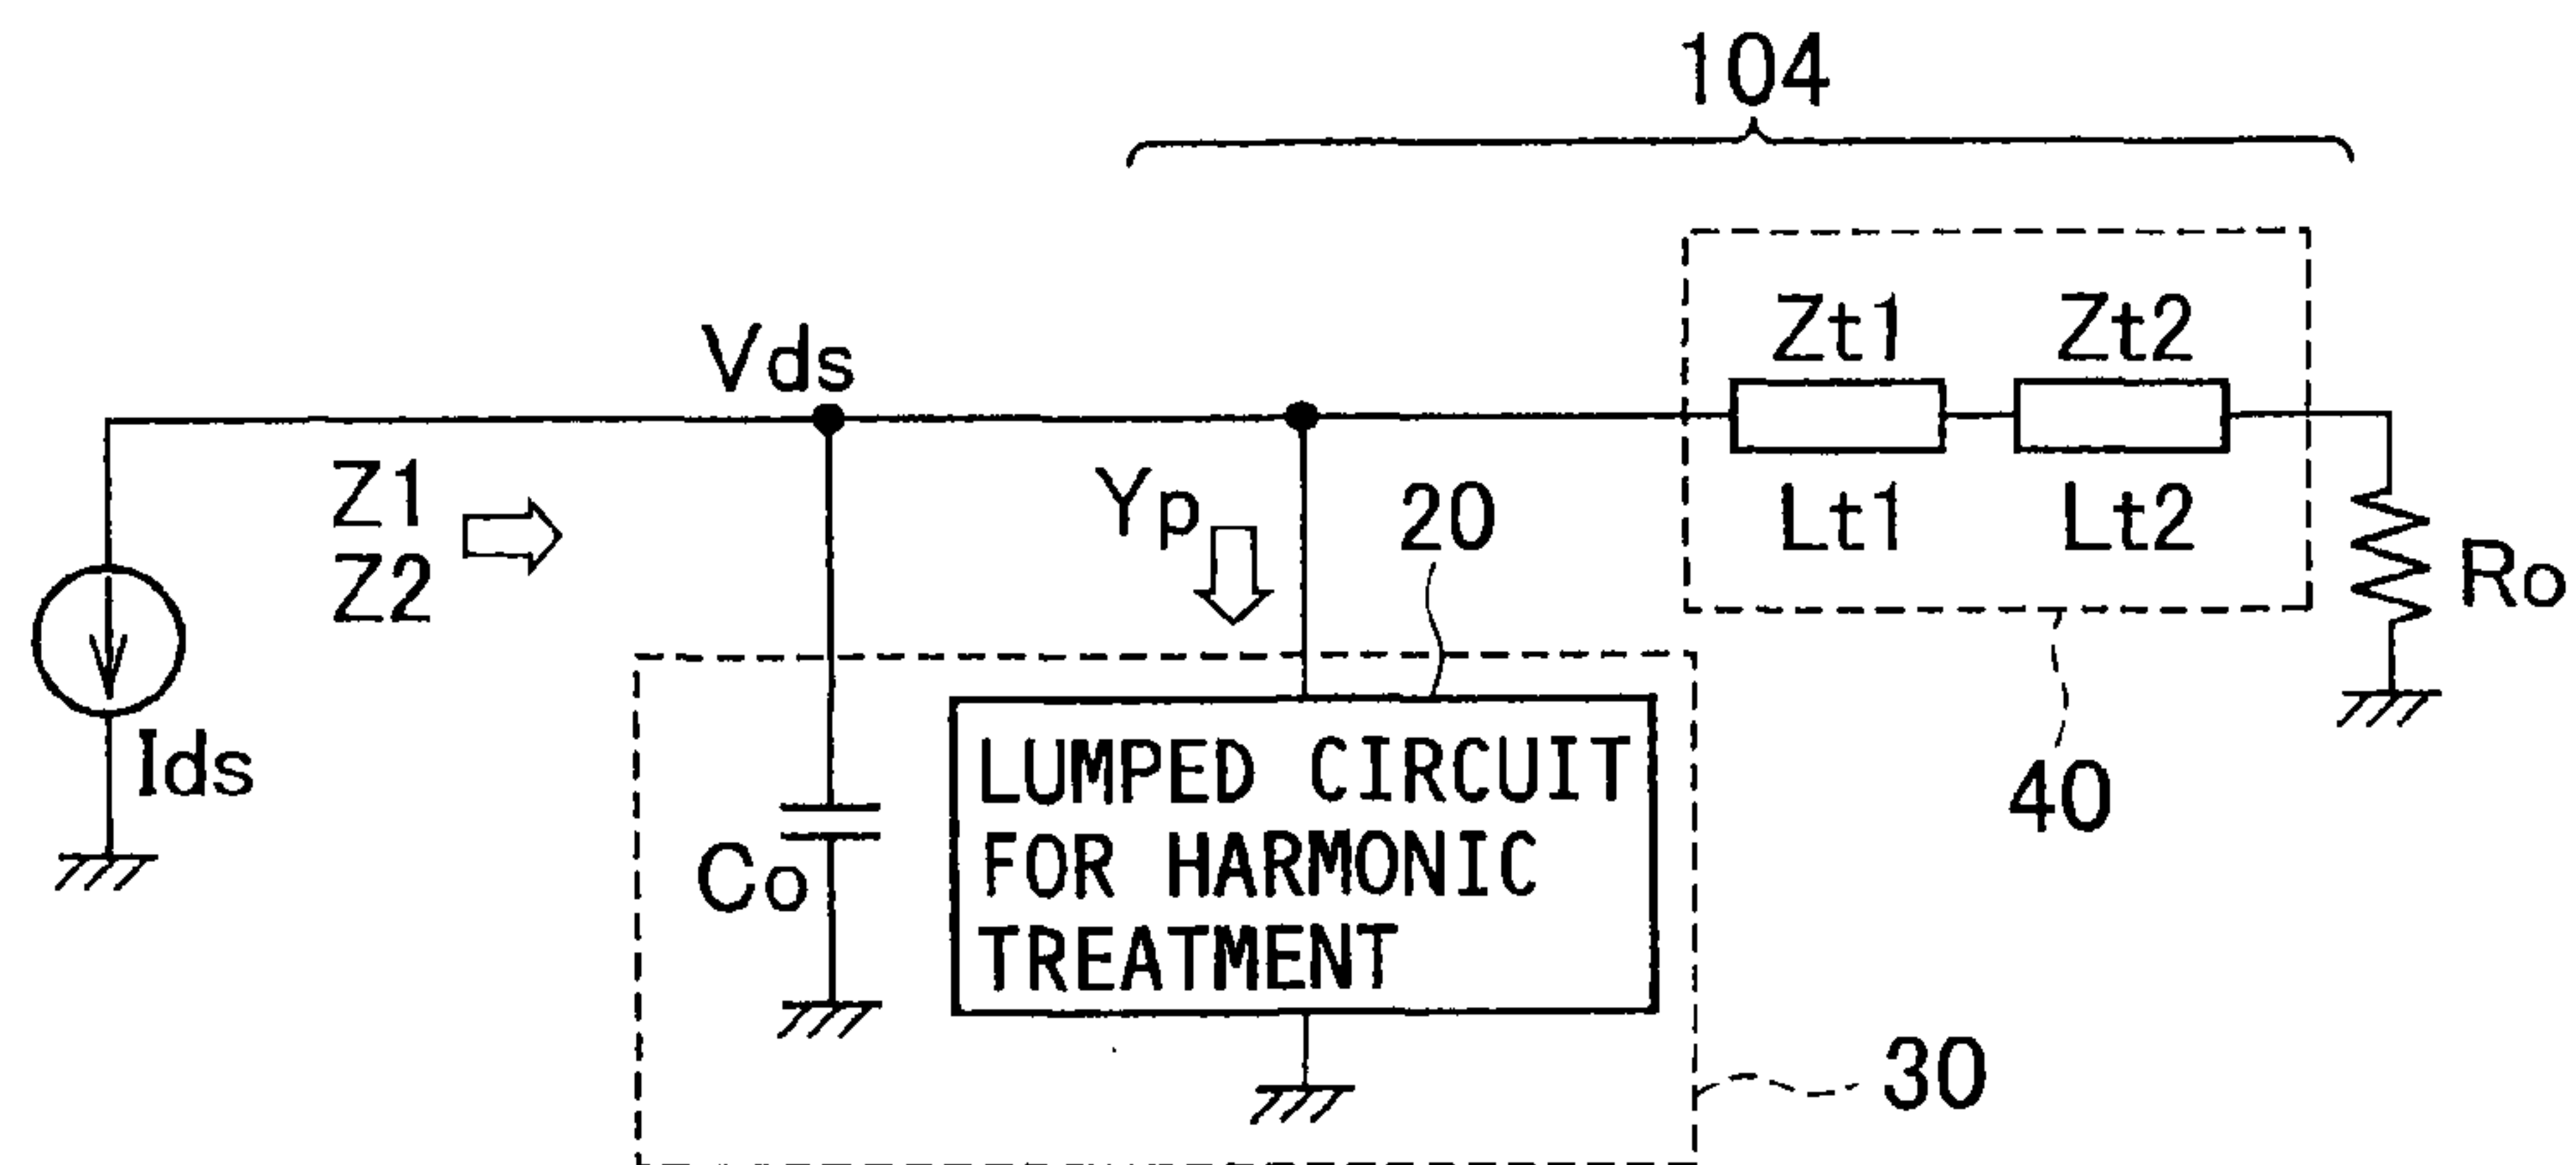 104
Vds
Zt1
Zt2
Z1
Z2
Yp
20
Lt1
Lt2
Ro
Ids
Co
LUMPED CIRCUIT
FOR HARMONIC
TREATMENT
40
30